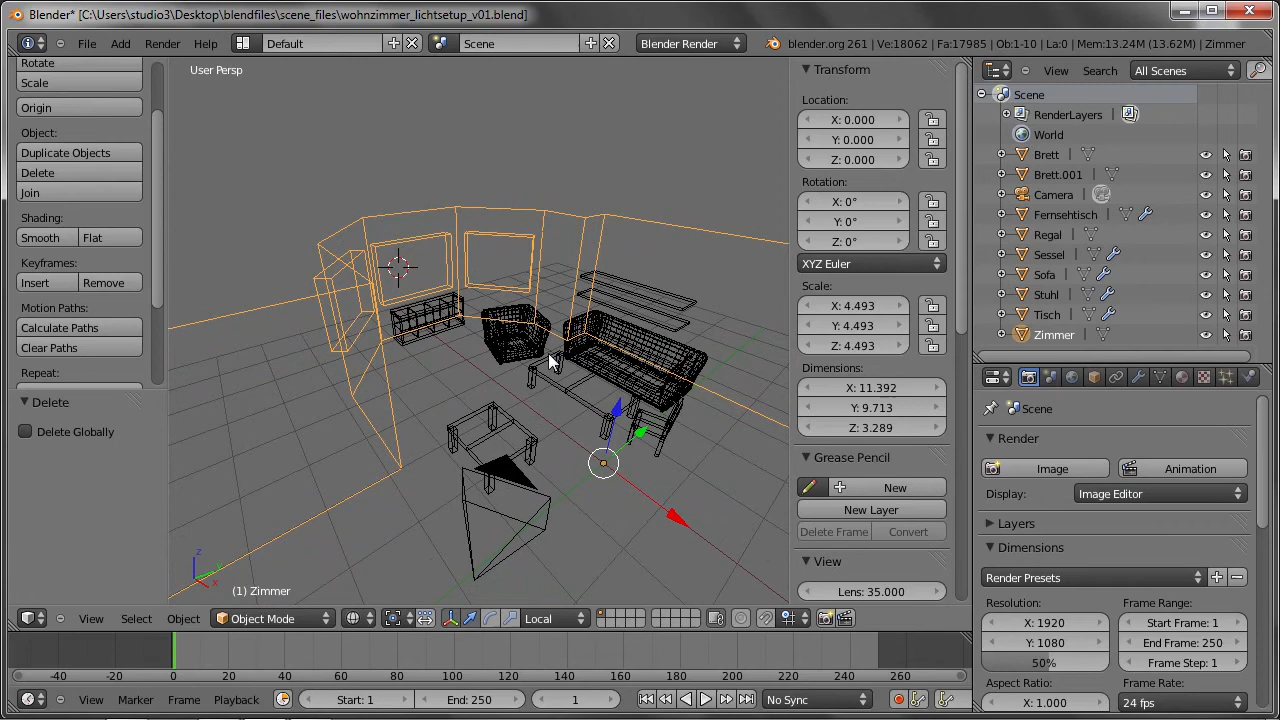 Blender* [C:\Users\studio3\Desktop\blendfiles\scene_files\wohnzimmer_lichtsetup_v01.blend]
File Add Render Help Default Scene Blender Render blender.org 261 | Ve:18062 | Fa:17985 | Ob:1-10 | La:0 | Mem:13.24M (13.62M) | Zimmer
Rotate
Scale
Origin
Object:
Duplicate Objects
Delete
Join
Shading:
Smooth Flat
Keyframes:
Insert Remove
Motion Paths:
Calculate Paths
Clear Paths
Repeat:
Delete
Delete Globally
User Persp
z
y
x
(1) Zimmer
Transform
Location:
X: 0.000
Y: 0.000
Z: 0.000
Rotation:
X: 0°
Y: 0°
Z: 0°
XYZ Euler
Scale:
X: 4.493
Y: 4.493
Z: 4.493
Dimensions:
X: 11.392
Y: 9.713
Z: 3.289
Grease Pencil
New
New Layer
Delete Frame Convert
View
Lens: 35.000
View Search All Scenes
Scene
RenderLayers |
World
Brett |
Brett.001 |
Camera |
Fernsehtisch |
Regal |
Sessel |
Sofa |
Stuhl |
Tisch |
Zimmer |
Scene
Render
Image Animation
Display: Image Editor
Layers
Dimensions
Render Presets
Resolution: Frame Range:
X: 1920 Start Frame: 1
Y: 1080 End Frame: 250
50% Frame Step: 1
Aspect Ratio: Frame Rate:
X: 1.000 24 fps
View Select Object Object Mode Local
-40 -20 0 20 40 60 80 100 120 140 160 180 200 220 240 260
View Marker Frame Playback Start: 1 End: 250 1 No Sync